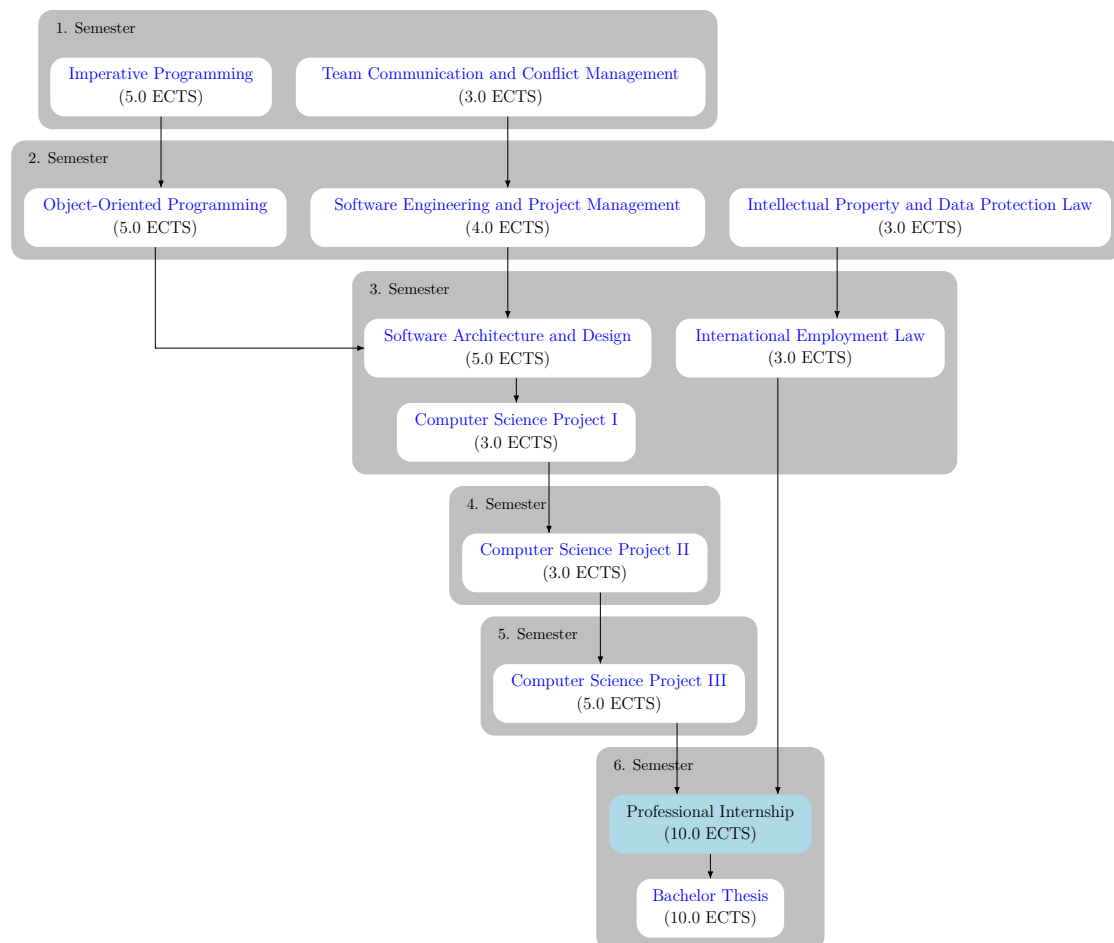 1. Semester
Imperative Programming
(5.0 ECTS)
Team Communication and Conflict Management
(3.0 ECTS)
2. Semester
Object-Oriented Programming
(5.0 ECTS)
Software Engineering and Project Management
(4.0 ECTS)
Intellectual Property and Data Protection Law
(3.0 ECTS)
3. Semester
Software Architecture and Design
(5.0 ECTS)
International Employment Law
(3.0 ECTS)
Computer Science Project I
(3.0 ECTS)
4. Semester
Computer Science Project II
(3.0 ECTS)
5. Semester
Computer Science Project III
(5.0 ECTS)
6. Semester
Professional Internship
(10.0 ECTS)
Bachelor Thesis
(10.0 ECTS)